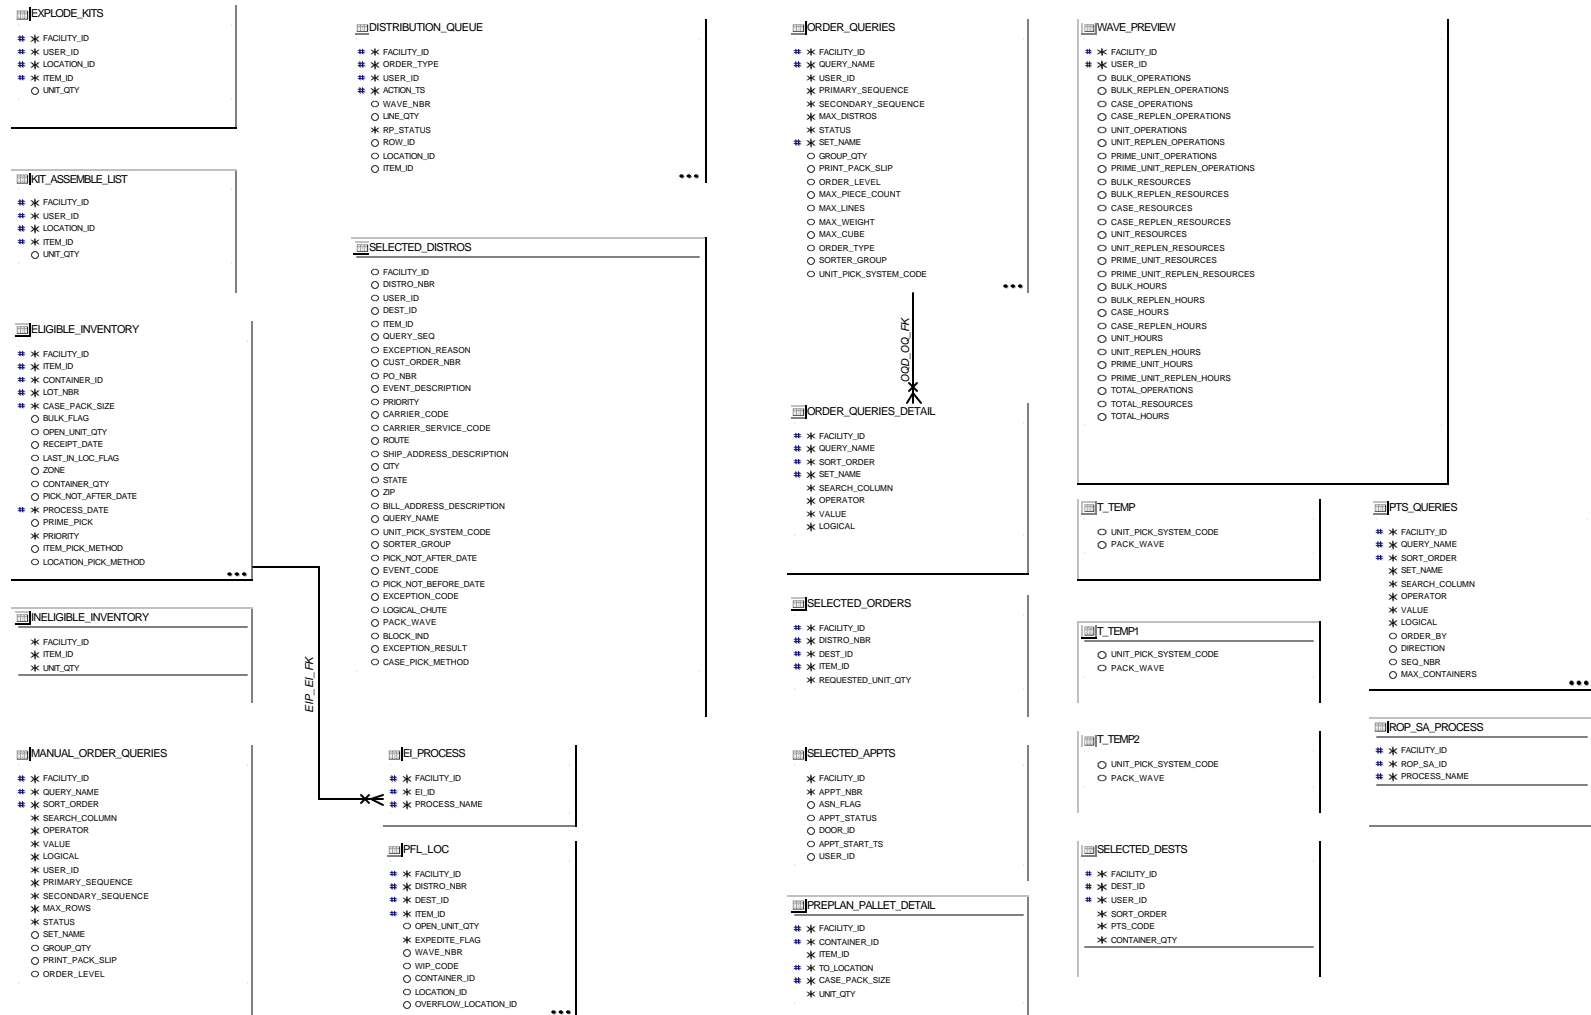 EXPLODE_KITS
# * FACILITY_ID
# * USER_ID
# * LOCATION_ID
# * ITEM_ID
○ UNIT_QTY
KIT_ASSEMBLE_LIST
# * FACILITY_ID
# * USER_ID
# * LOCATION_ID
# * ITEM_ID
○ UNIT_QTY
ELIGIBLE_INVENTORY
# * FACILITY_ID
# * ITEM_ID
# * CONTAINER_ID
# * LOT_NBR
# * CASE_PACK_SIZE
○ BULK_FLAG
○ OPEN_UNIT_QTY
○ RECEIPT_DATE
○ LAST_IN_LOC_FLAG
○ ZONE
○ CONTAINER_QTY
○ PICK_NOT_AFTER_DATE
# * PROCESS_DATE
○ PRIME_PICK
* PRIORITY
○ ITEM_PICK_METHOD
○ LOCATION_PICK_METHOD
...
INELIGIBLE_INVENTORY
* FACILITY_ID
* ITEM_ID
* UNIT_QTY
EIP_EI_FK
MANUAL_ORDER_QUERIES
# * FACILITY_ID
# * QUERY_NAME
# * SORT_ORDER
* SEARCH_COLUMN
* OPERATOR
* VALUE
* LOGICAL
* USER_ID
* PRIMARY_SEQUENCE
* SECONDARY_SEQUENCE
* MAX_ROWS
* STATUS
○ SET_NAME
○ GROUP_QTY
○ PRINT_PACK_SLIP
○ ORDER_LEVEL
DISTRIBUTION_QUEUE
# * FACILITY_ID
# * ORDER_TYPE
# * USER_ID
# * ACTION_TS
○ WAVE_NBR
○ LINE_QTY
* RP_STATUS
○ ROW_ID
○ LOCATION_ID
○ ITEM_ID
...
SELECTED_DISTROS
○ FACILITY_ID
○ DISTRO_NBR
○ USER_ID
○ DEST_ID
○ ITEM_ID
○ QUERY_SEQ
○ EXCEPTION_REASON
○ CUST_ORDER_NBR
○ PO_NBR
○ EVENT_DESCRIPTION
○ PRIORITY
○ CARRIER_CODE
○ CARRIER_SERVICE_CODE
○ ROUTE
○ SHIP_ADDRESS_DESCRIPTION
○ CITY
○ STATE
○ ZIP
○ BILL_ADDRESS_DESCRIPTION
○ QUERY_NAME
○ UNIT_PICK_SYSTEM_CODE
○ SORTER_GROUP
○ PICK_NOT_AFTER_DATE
○ EVENT_CODE
○ PICK_NOT_BEFORE_DATE
○ EXCEPTION_CODE
○ LOGICAL_CHUTE
○ PACK_WAVE
○ BLOCK_IND
○ EXCEPTION_RESULT
○ CASE_PICK_METHOD
EI_PROCESS
# * FACILITY_ID
# * EI_ID
# * PROCESS_NAME
PFL_LOC
# * FACILITY_ID
# * DISTRO_NBR
# * DEST_ID
# * ITEM_ID
○ OPEN_UNIT_QTY
* EXPEDITE_FLAG
○ WAVE_NBR
○ WIP_CODE
○ CONTAINER_ID
○ LOCATION_ID
○ OVERFLOW_LOCATION_ID
...
ORDER_QUERIES
# * FACILITY_ID
# * QUERY_NAME
* USER_ID
* PRIMARY_SEQUENCE
* SECONDARY_SEQUENCE
* MAX_DISTROS
* STATUS
# * SET_NAME
○ GROUP_QTY
○ PRINT_PACK_SLIP
○ ORDER_LEVEL
○ MAX_PIECE_COUNT
○ MAX_LINES
○ MAX_WEIGHT
○ MAX_CUBE
○ ORDER_TYPE
○ SORTER_GROUP
○ UNIT_PICK_SYSTEM_CODE
...
OQD_OQ_FK
ORDER_QUERIES_DETAIL
# * FACILITY_ID
# * QUERY_NAME
# * SORT_ORDER
# * SET_NAME
* SEARCH_COLUMN
* OPERATOR
* VALUE
* LOGICAL
SELECTED_ORDERS
# * FACILITY_ID
# * DISTRO_NBR
# * DEST_ID
# * ITEM_ID
* REQUESTED_UNIT_QTY
SELECTED_APPTS
* FACILITY_ID
* APPT_NBR
○ ASN_FLAG
○ APPT_STATUS
○ DOOR_ID
○ APPT_START_TS
○ USER_ID
PREPLAN_PALLET_DETAIL
# * FACILITY_ID
# * CONTAINER_ID
* ITEM_ID
# * TO_LOCATION
# * CASE_PACK_SIZE
* UNIT_QTY
WAVE_PREVIEW
# * FACILITY_ID
# * USER_ID
○ BULK_OPERATIONS
○ BULK_REPLEN_OPERATIONS
○ CASE_OPERATIONS
○ CASE_REPLEN_OPERATIONS
○ UNIT_OPERATIONS
○ UNIT_REPLEN_OPERATIONS
○ PRIME_UNIT_OPERATIONS
○ PRIME_UNIT_REPLEN_OPERATIONS
○ BULK_RESOURCES
○ BULK_REPLEN_RESOURCES
○ CASE_RESOURCES
○ CASE_REPLEN_RESOURCES
○ UNIT_RESOURCES
○ UNIT_REPLEN_RESOURCES
○ PRIME_UNIT_RESOURCES
○ PRIME_UNIT_REPLEN_RESOURCES
○ BULK_HOURS
○ BULK_REPLEN_HOURS
○ CASE_HOURS
○ CASE_REPLEN_HOURS
○ UNIT_HOURS
○ UNIT_REPLEN_HOURS
○ PRIME_UNIT_HOURS
○ PRIME_UNIT_REPLEN_HOURS
○ TOTAL_OPERATIONS
○ TOTAL_RESOURCES
○ TOTAL_HOURS
T_TEMP
○ UNIT_PICK_SYSTEM_CODE
○ PACK_WAVE
T_TEMP1
○ UNIT_PICK_SYSTEM_CODE
○ PACK_WAVE
T_TEMP2
○ UNIT_PICK_SYSTEM_CODE
○ PACK_WAVE
SELECTED_DESTS
# * FACILITY_ID
# * DEST_ID
# * USER_ID
* SORT_ORDER
* PTS_CODE
* CONTAINER_QTY
PTS_QUERIES
# * FACILITY_ID
# * QUERY_NAME
# * SORT_ORDER
* SET_NAME
* SEARCH_COLUMN
* OPERATOR
* VALUE
* LOGICAL
○ ORDER_BY
○ DIRECTION
○ SEQ_NBR
○ MAX_CONTAINERS
...
ROP_SA_PROCESS
# * FACILITY_ID
# * ROP_SA_ID
# * PROCESS_NAME